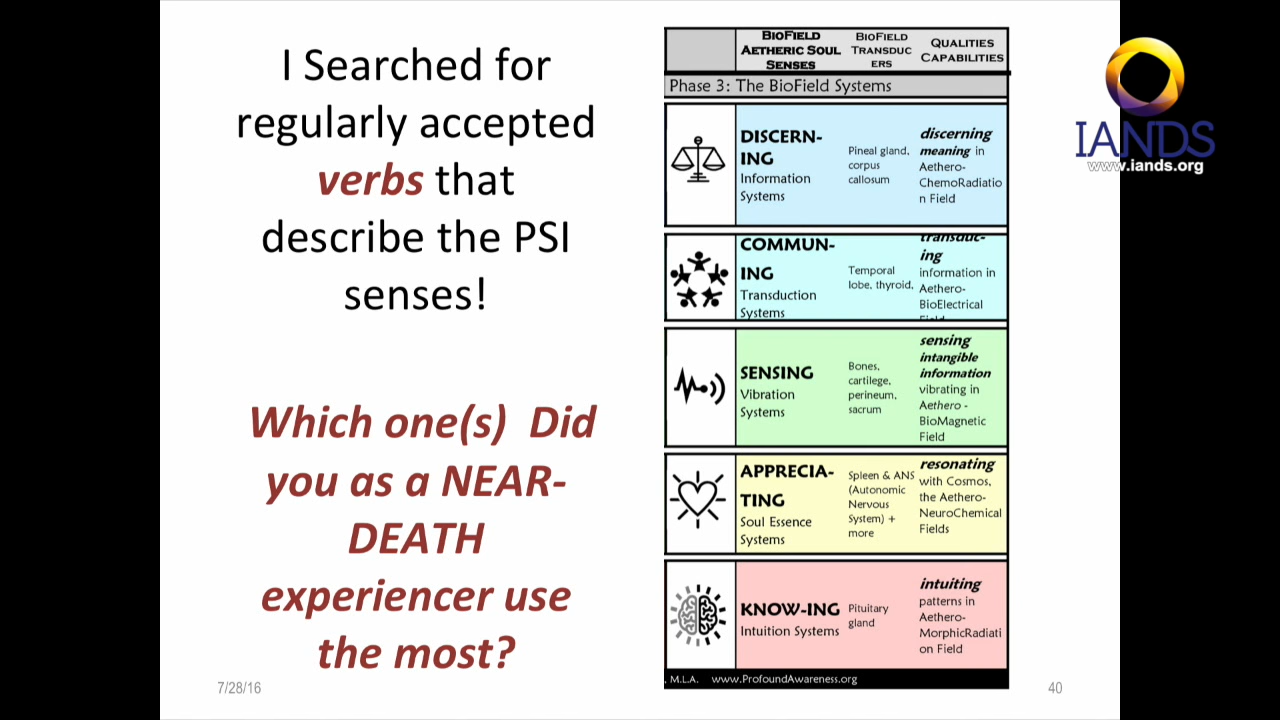 I Searched for
regularly accepted
verbs that
describe the PSI
senses!
Which one(s) Did
you as a NEAR-
DEATH
experiencer use
the most?
7/28/16
BioField
Aetheric Soul
Senses
BioField
Transduc
ers
Qualities
Capabilities
Phase 3: The BioField Systems
DISCERN-
ING
Information
Systems
Pineal gland,
corpus
callosum
discerning
meaning in
Aethero-
ChemoRadiatio
n Field
COMMUN-
ING
Transduction
Systems
Temporal
lobe, thyroid,
transduc-
ing
information in
Aethero-
BioElectrical
Field
SENSING
Vibration
Systems
Bones,
cartilege,
perineum,
sacrum
sensing
intangible
information
vibrating in
Aethero -
BioMagnetic
Field
APPRECIA-
TING
Soul Essence
Systems
Spleen & ANS
(Autonomic
Nervous
System) +
more
resonating
with Cosmos,
the Aethero-
NeuroChemical
Fields
KNOW-ING
Intuition Systems
Pituitary
gland
intuiting
patterns in
Aethero-
MorphicRadiati
on Field
, M.L.A. www.ProfoundAwareness.org
40
IANDS
www.iands.org